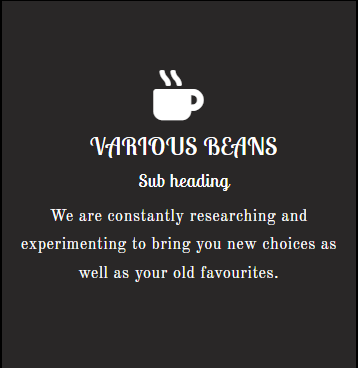 VARIOUS BEANS
Sub heading
We are constantly researching and
experimenting to bring you new choices as
well as your old favourites.